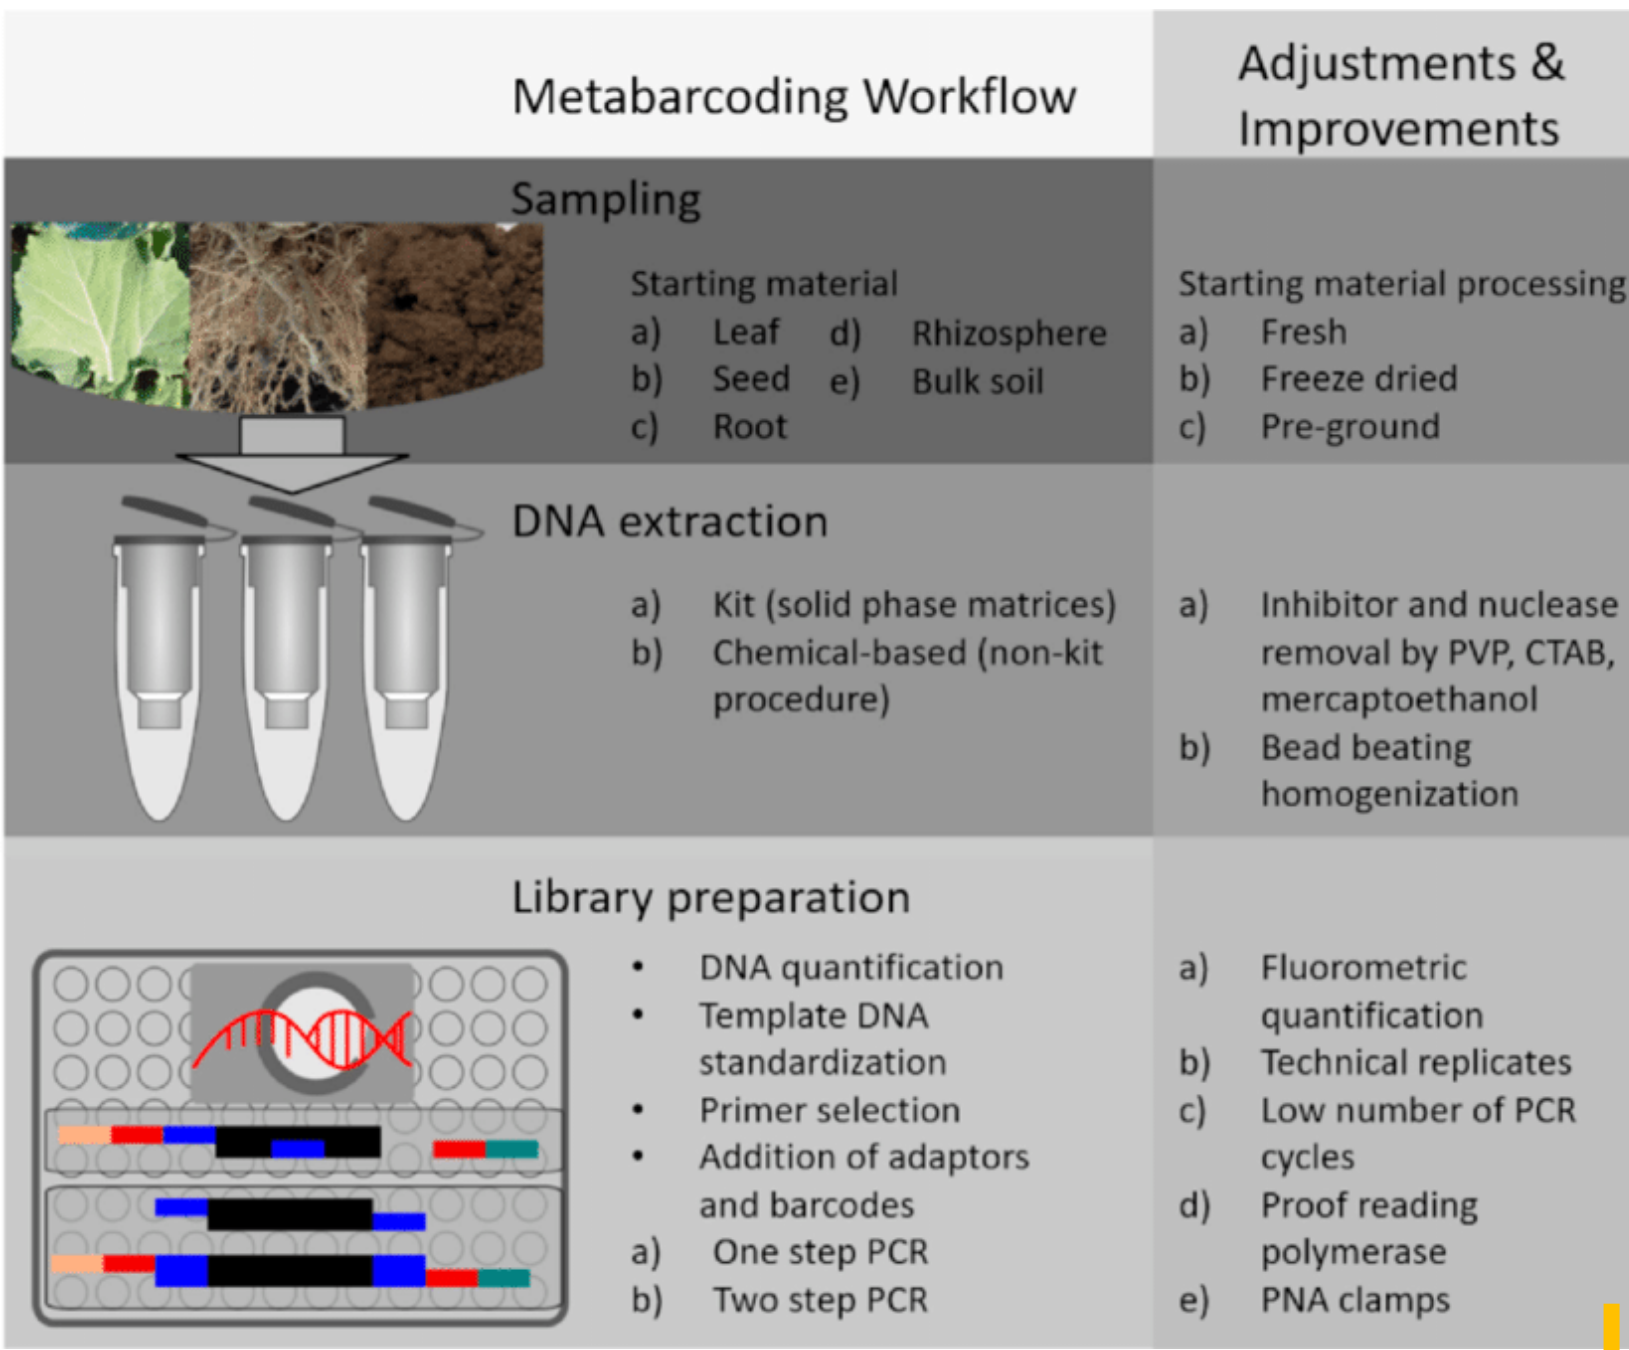 Metabarcoding Workflow
Adjustments &
Improvements
Sampling
Starting material
a) Leaf d) Rhizosphere
b) Seed e) Bulk soil
c) Root
Starting material processing
a) Fresh
b) Freeze dried
c) Pre-ground
DNA extraction
a) Kit (solid phase matrices)
b) Chemical-based (non-kit
procedure)
a) Inhibitor and nuclease
removal by PVP, CTAB,
mercaptoethanol
b) Bead beating
homogenization
Library preparation
• DNA quantification
• Template DNA
standardization
• Primer selection
• Addition of adaptors
and barcodes
a) One step PCR
b) Two step PCR
a) Fluorometric
quantification
b) Technical replicates
c) Low number of PCR
cycles
d) Proof reading
polymerase
e) PNA clamps